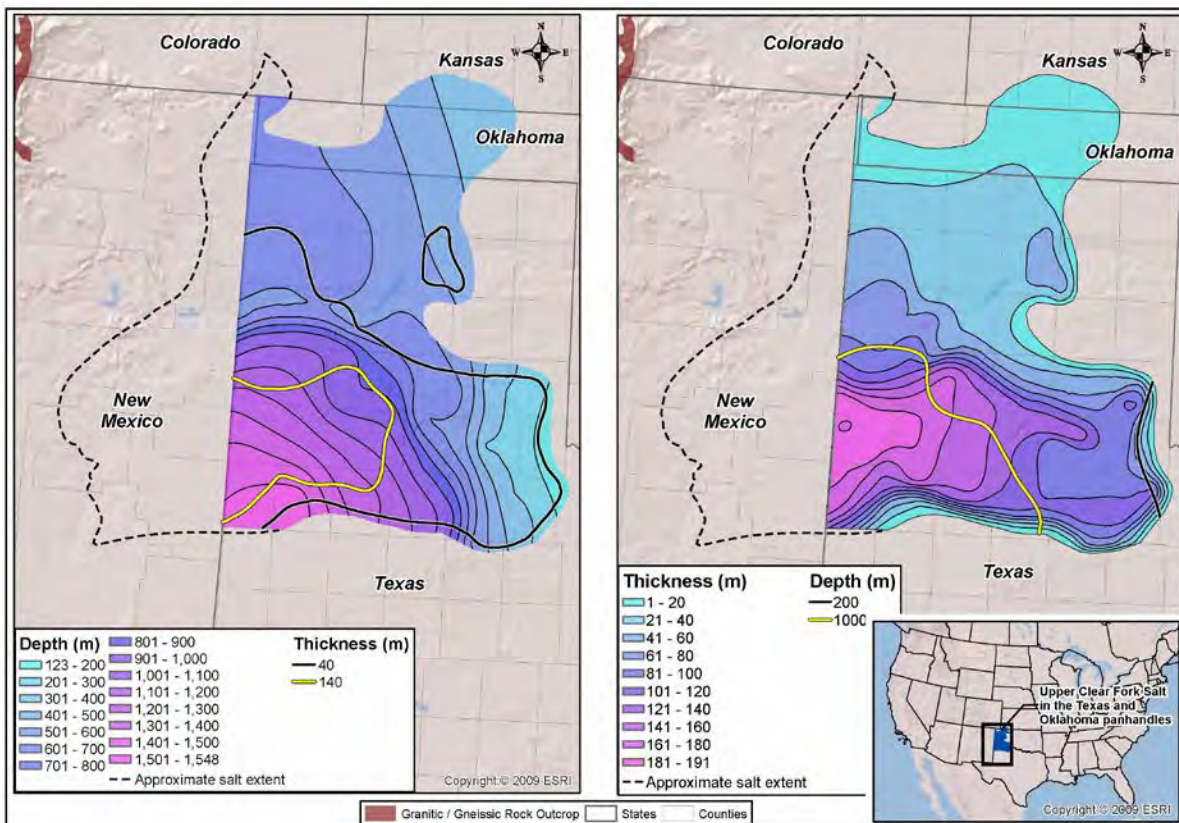 Colorado
Kansas
N
W E
S
Oklahoma
New
Mexico
Texas
Depth (m)
123 - 200
201 - 300
301 - 400
401 - 500
501 - 600
601 - 700
701 - 800
801 - 900
901 - 1,000
1,001 - 1,100
1,101 - 1,200
1,201 - 1,300
1,301 - 1,400
1,401 - 1,500
1,501 - 1,548
Thickness (m)
40
140
Approximate salt extent
Copyright:© 2009 ESRI
Colorado
Kansas
N
W E
S
Oklahoma
New
Mexico
Texas
Thickness (m)
1 - 20
21 - 40
41 - 60
61 - 80
81 - 100
101 - 120
121 - 140
141 - 160
161 - 180
181 - 191
Approximate salt extent
Depth (m)
200
1000
Upper Clear Fork Salt
in the Texas and
Oklahoma panhandles
Copyright © 2009 ESRI
Granitic / Gneissic Rock Outcrop States Counties